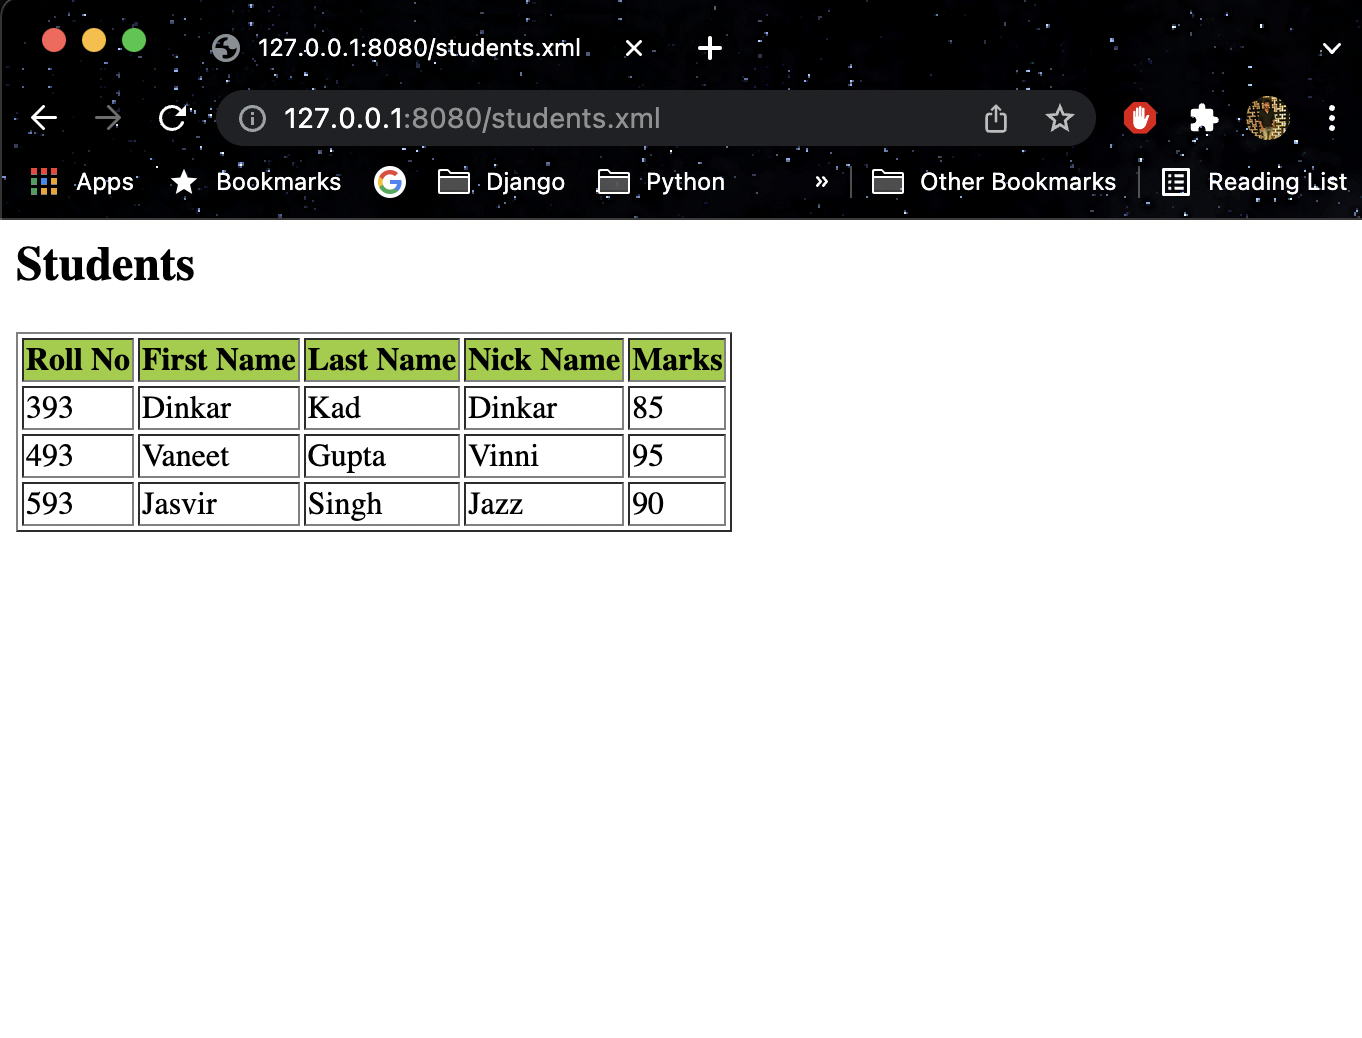 127.0.0.1:8080/students.xml
127.0.0.1:8080/students.xml
Apps Bookmarks Django Python » Other Bookmarks Reading List
Students
Roll No First Name Last Name Nick Name Marks
393 Dinkar Kad Dinkar 85
493 Vaneet Gupta Vinni 95
593 Jasvir Singh Jazz 90